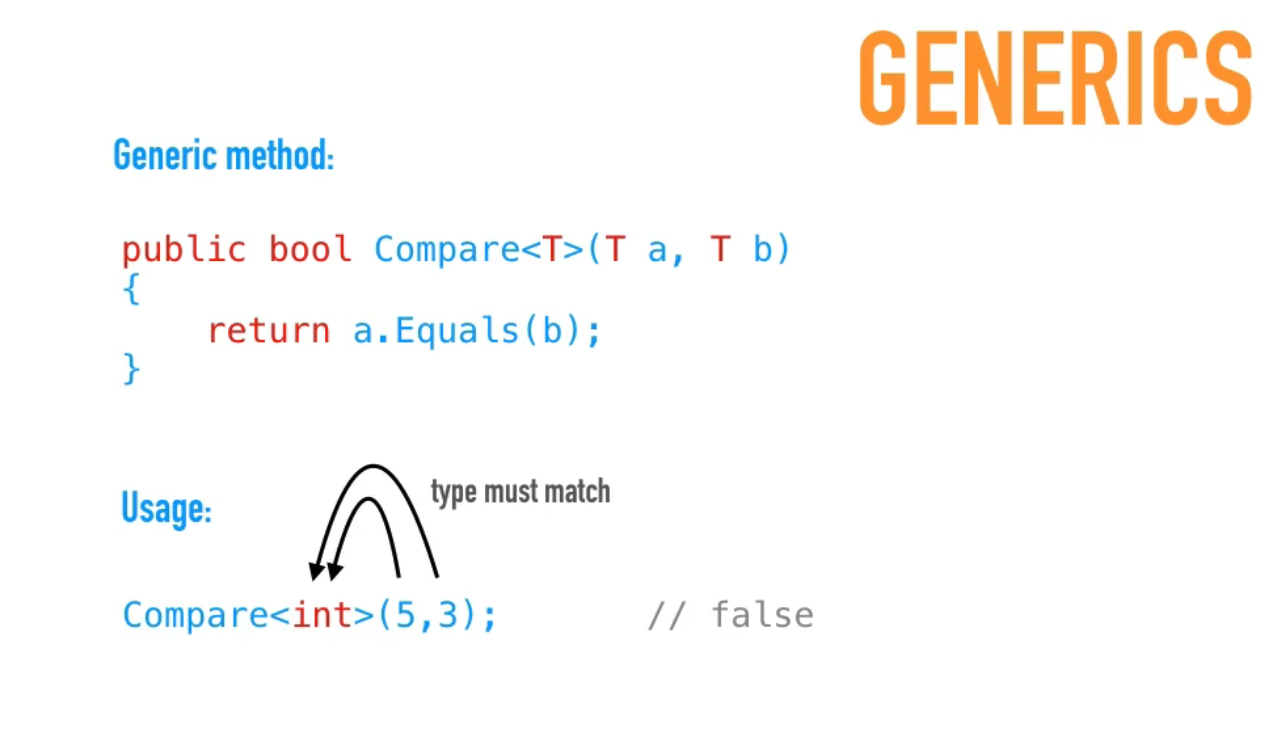 GENERICS
Generic method:
public bool Compare<T>(T a, T b)
{
    return a.Equals(b);
}
Usage:
type must match
Compare<int>(5,3); // false